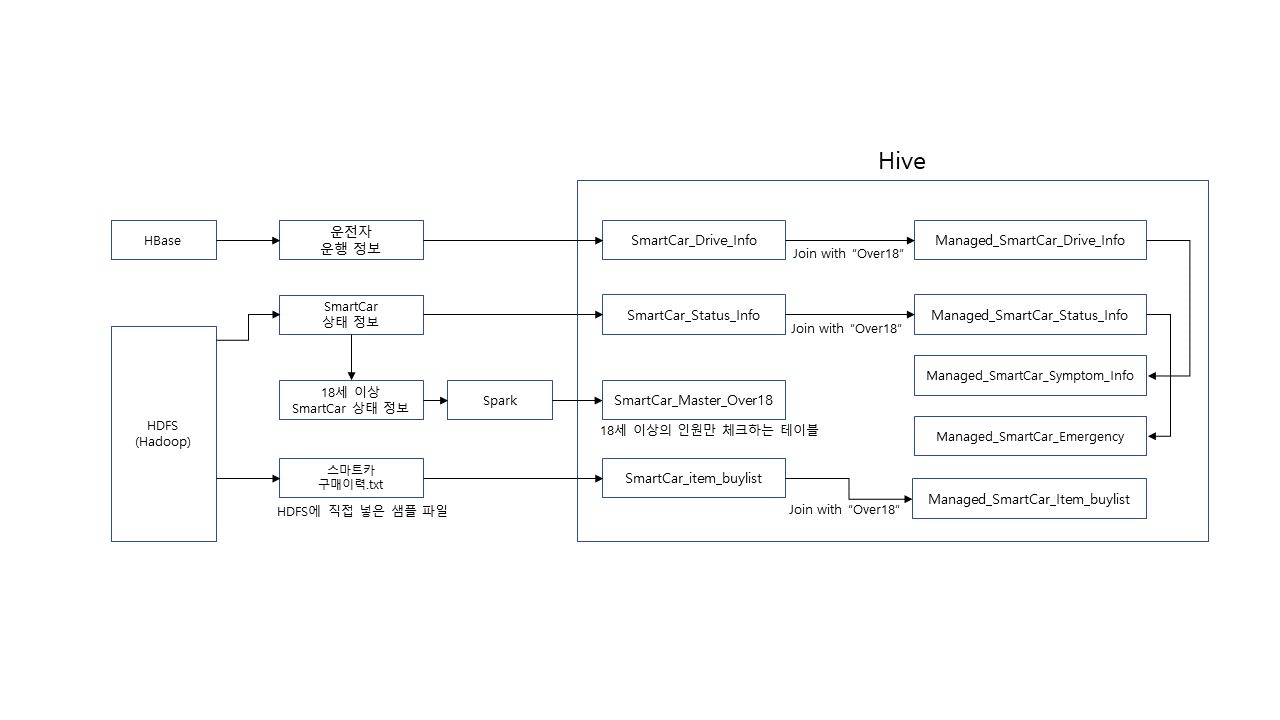 Hive
HBase
운전자
운행 정보
SmartCar_Drive_Info
Join with “Over18”
Managed_SmartCar_Drive_Info
SmartCar
상태 정보
SmartCar_Status_Info
Join with “Over18”
Managed_SmartCar_Status_Info
HDFS
(Hadoop)
18세 이상
SmartCar 상태 정보
Spark
SmartCar_Master_Over18
18세 이상의 인원만 체크하는 테이블
Managed_SmartCar_Symptom_Info
Managed_SmartCar_Emergency
스마트카
구매이력.txt
HDFS에 직접 넣은 샘플 파일
SmartCar_item_buylist
Join with “Over18”
Managed_SmartCar_Item_buylist